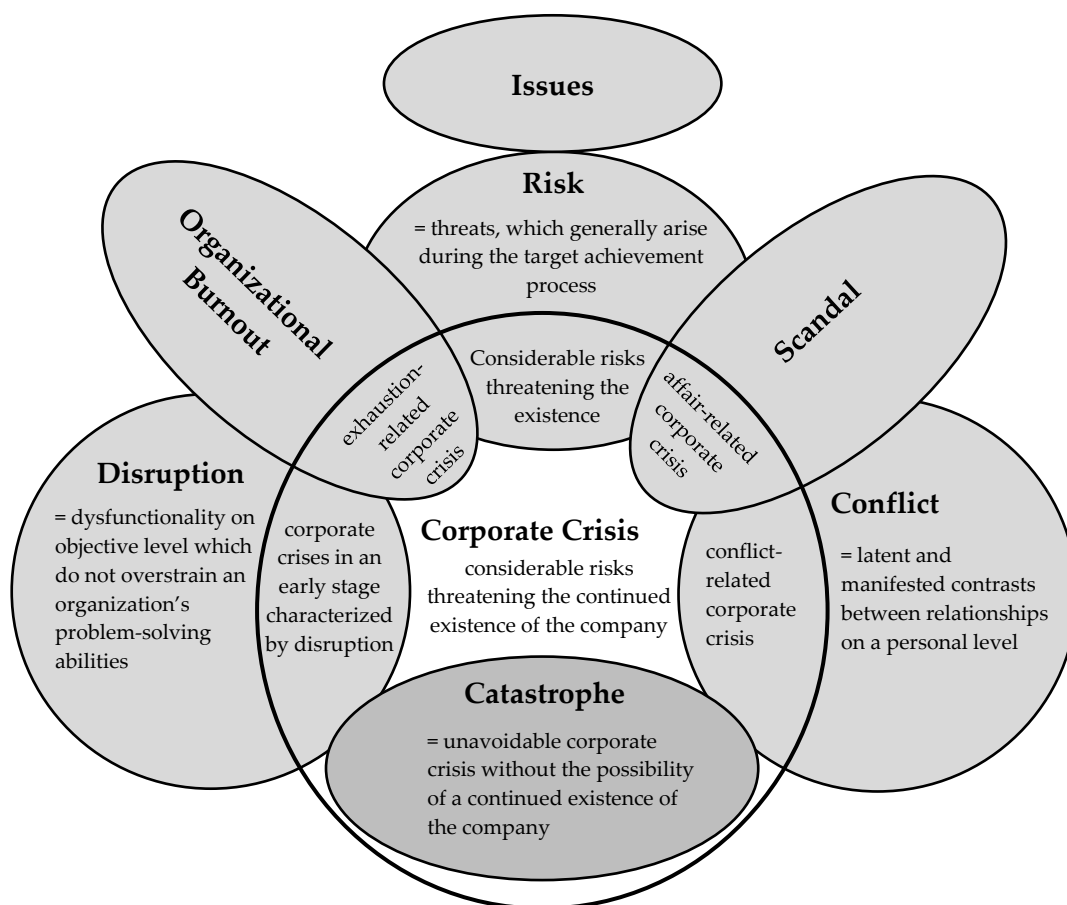 Issues
Risk
= threats, which generally arise
during the target achievement
process
Organizational
Burnout
Scandal
Considerable risks
threatening the
existence
exhaustion-
related
corporate
crisis
affair-related
corporate
crisis
Disruption
= dysfunctionality on
objective level which
do not overstrain an
organization’s
problem-solving
abilities
corporate
crises in an
early stage
characterized
by disruption
Corporate Crisis
considerable risks
threatening the continued
existence of the company
conflict-
related
corporate
crisis
Conflict
= latent and
manifested contrasts
between relationships
on a personal level
Catastrophe
= unavoidable corporate
crisis without the possibility
of a continued existence of
the company